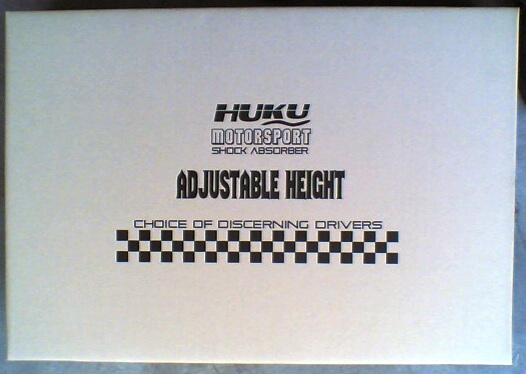 HUKU
MOTORSPORT
SHOCK ABSORBER
ADJUSTABLE HEIGHT
CHOICE OF DISCERNING DRIVERS